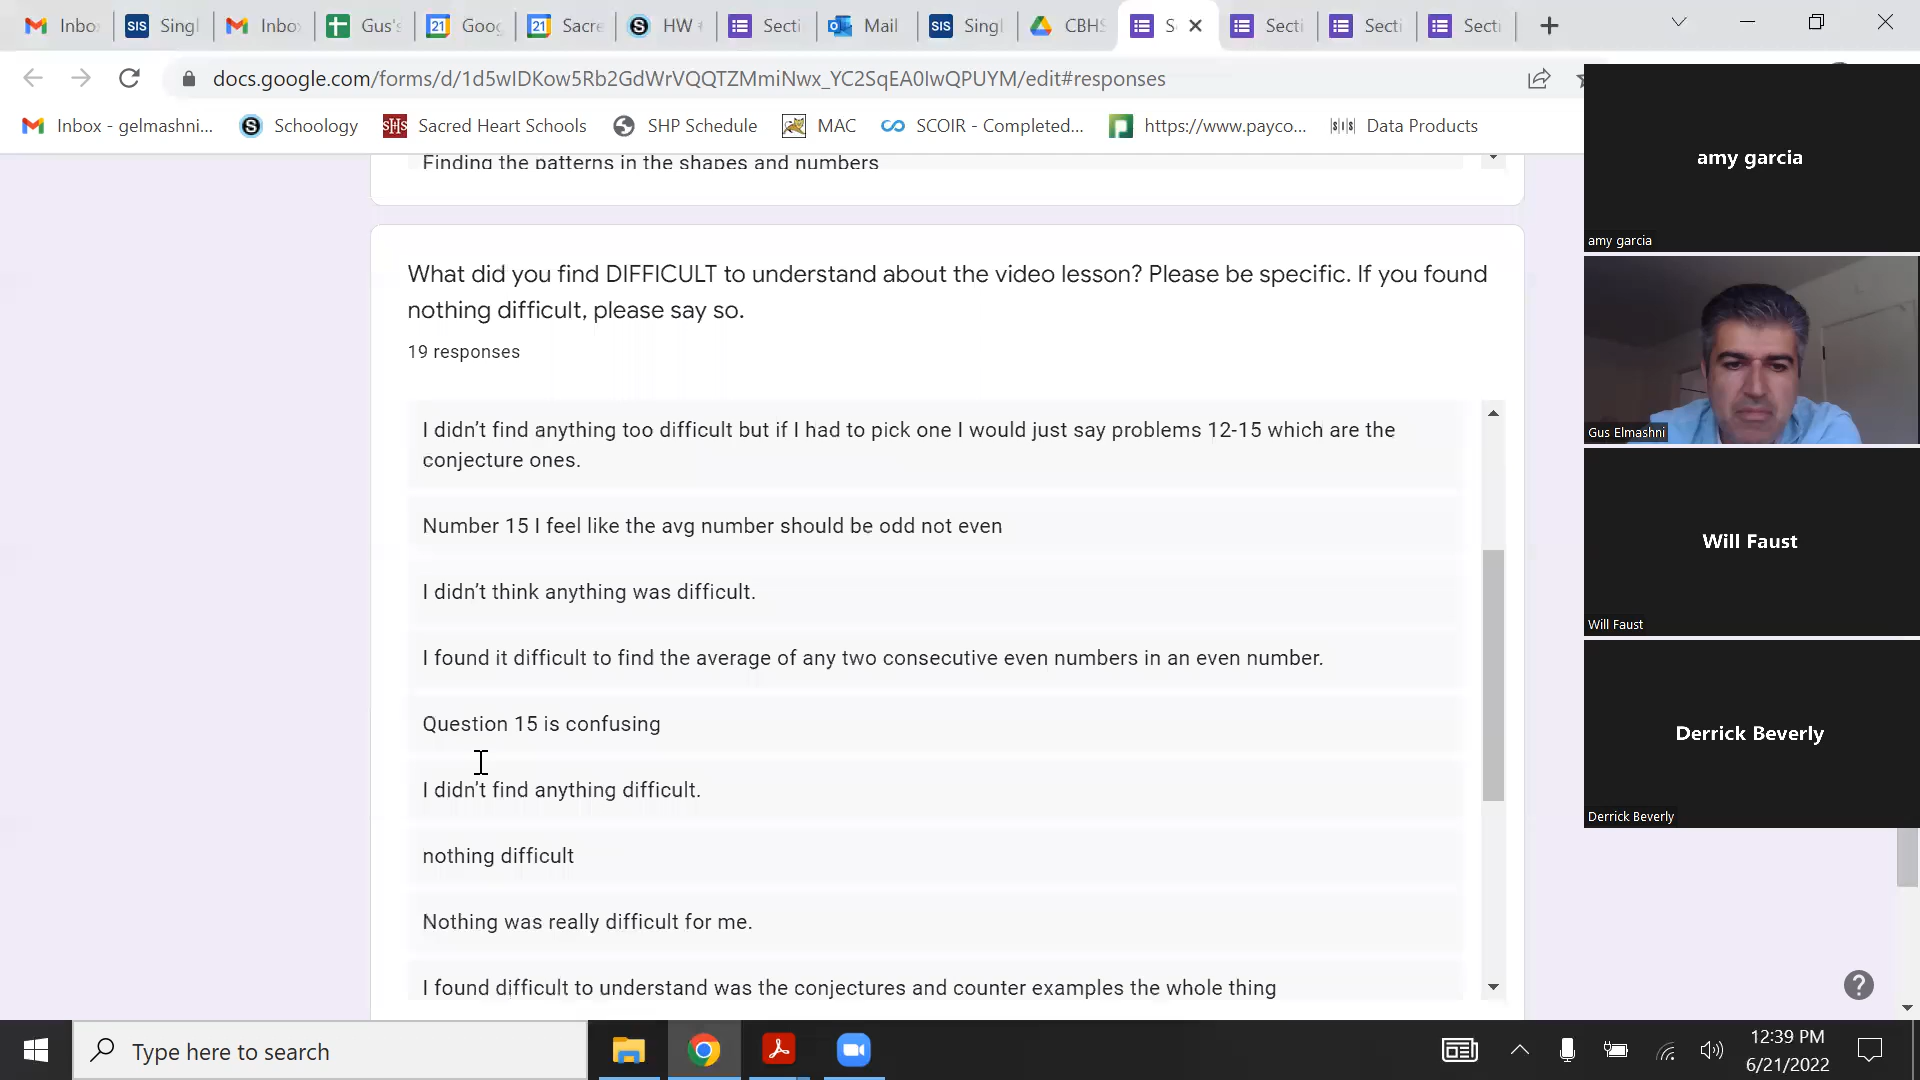 Inbo
SIS Singl
Inbo
Gus's
21 Goog
21 Sacre
S HW
Secti
Mail
SIS Singl
CBHS
S
Secti
Secti
Secti
docs.google.com/forms/d/1d5wIDKow5Rb2GdWrVQQTZMmiNwx_YC2SqEA0IwQPUYM/edit#responses
Inbox - gelmashni...
S Schoology
SHS Sacred Heart Schools
SHP Schedule
MAC
SCOIR - Completed...
https://www.payco...
Data Products
Finding the patterns in the shapes and numbers
What did you find DIFFICULT to understand about the video lesson? Please be specific. If you found
nothing difficult, please say so.
19 responses
I didn’t find anything too difficult but if I had to pick one I would just say problems 12-15 which are the
conjecture ones.
Number 15 I feel like the avg number should be odd not even
I didn’t think anything was difficult.
I found it difficult to find the average of any two consecutive even numbers in an even number.
Question 15 is confusing
I didn’t find anything difficult.
nothing difficult
Nothing was really difficult for me.
I found difficult to understand was the conjectures and counter examples the whole thing
amy garcia
amy garcia
Gus Elmashni
Will Faust
Will Faust
Derrick Beverly
Derrick Beverly
Type here to search
12:39 PM
6/21/2022